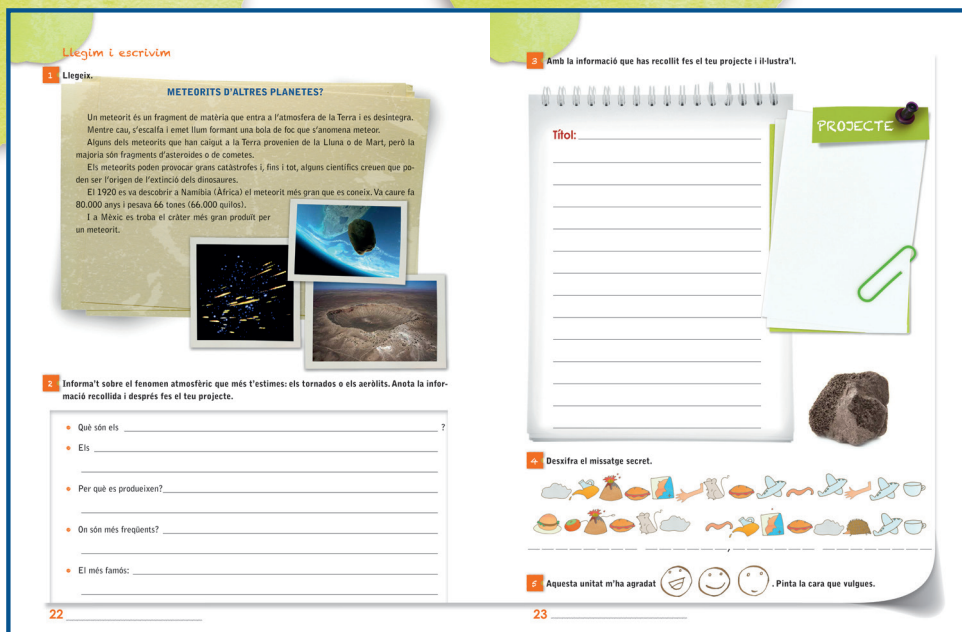 Llegim i escrivim
1 Llegeix.
METEORITS D'ALTRES PLANETES?
Un meteorit és un fragment de matèria que entra a l'atmosfera de la Terra i es desintegra.
Mentre cau, s'escalfa i emet llum formant una bola de foc que s'anomena meteor.
Alguns dels meteorits que han caigut a la Terra provenien de la Lluna o de Mart, però la
majoria són fragments d'asteroides o de cometes.
Els meteorits poden provocar grans catàstrofes i, fins i tot, alguns científics creuen que po-
den ser l'origen de l'extinció dels dinosaures.
El 1920 es va descobrir a Namíbia (Àfrica) el meteorit més gran que es coneix. Va caure fa
80.000 anys i pesava 66 tones (66.000 quilos).
I a Mèxic es troba el cràter més gran produït per
un meteorit.
2 Informa't sobre el fenomen atmosfèric que més t'estimes: els tornados o els aeròlits. Anota la infor-
mació recollida i després fes el teu projecte.
• Què són els ?
• Els
• Per què es produeixen?
• On són més freqüents?
• El més famós:
22
3 Amb la informació que has recollit fes el teu projecte i il·lustra'l.
Títol:
PROJECTE
4 Desxifra el missatge secret.
5 Aquesta unitat m'ha agradat . Pinta la cara que vulgues.
23